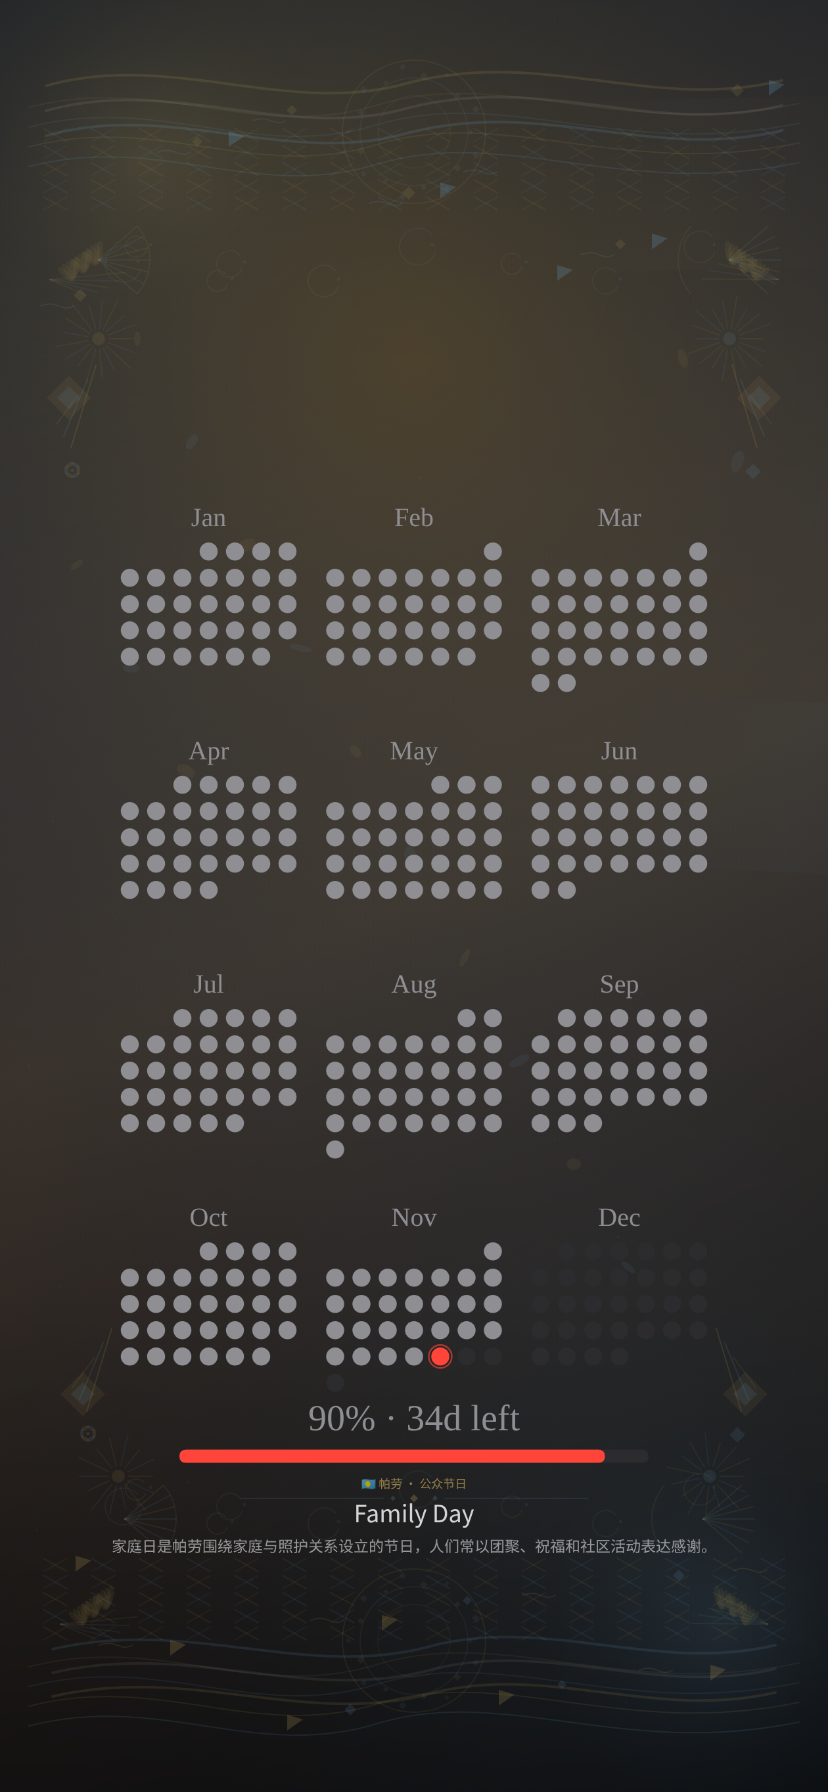 Jan Feb Mar
Apr May Jun
Jul Aug Sep
Oct Nov Dec
90% · 34d left
帕劳 · 公众节日
Family Day
家庭日是帕劳围绕家庭与照护关系设立的节日，人们常以团聚、祝福和社区活动表达感谢。